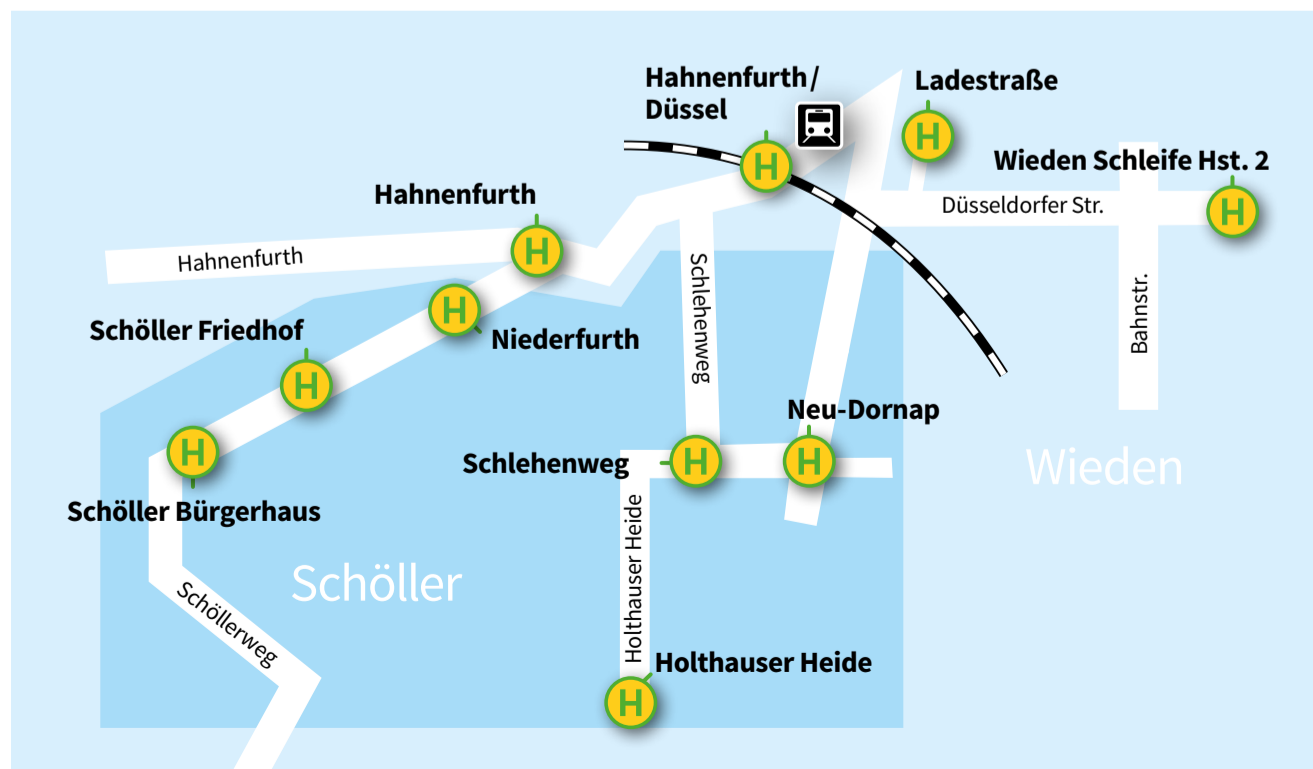 Hahnenfurth/
Düssel
Ladestraße
H
H
Wieden Schleife Hst. 2
Hahnenfurth
Düsseldorfer Str.
H
H
Hahnenfurth
Schlehenweg
Bahnstr.
H
Schöller Friedhof
Niederfurth
H
Neu-Dornap
H
Schlehenweg
H
H
Wieden
Schöller Bürgerhaus
Holthauser Heide
Schöller
Schöllerweg
Holthauser Heide
H